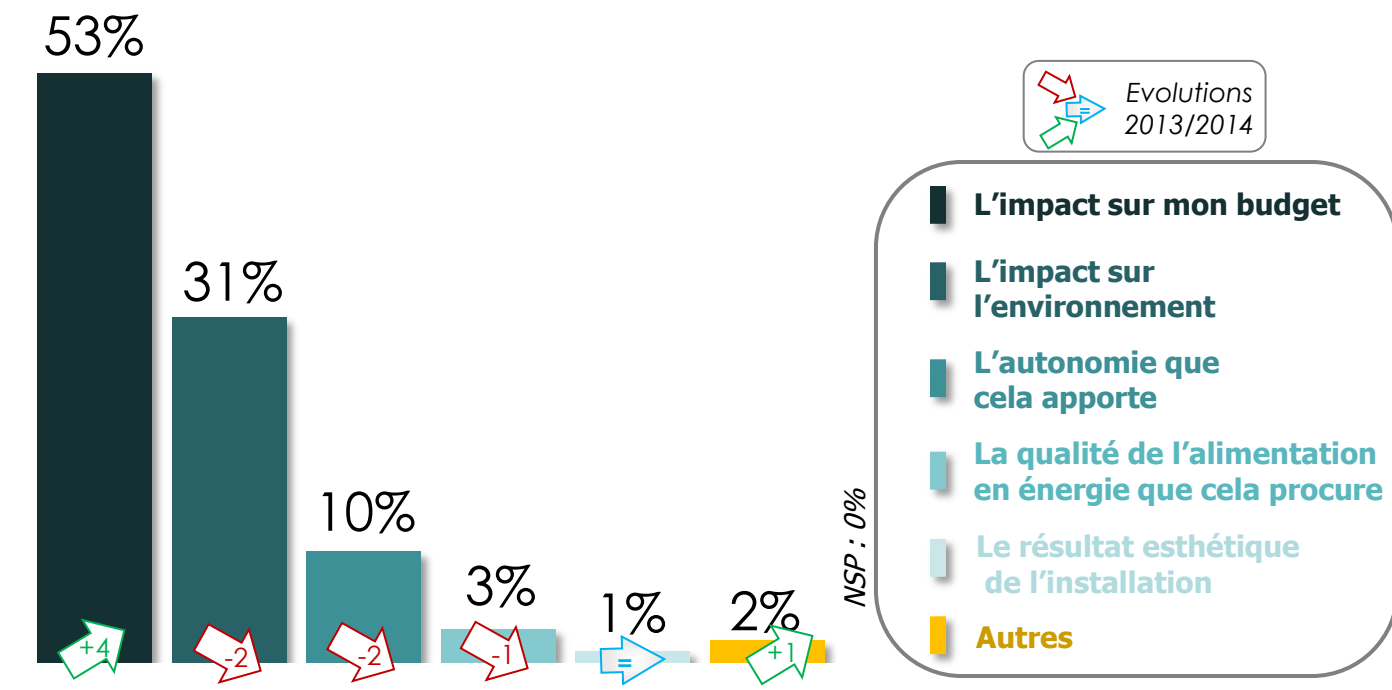 53%
31%
10%
3%
1%
2%
+4
-2
-2
-1
=
+1
NSP : 0%
=
Evolutions
2013/2014
L’impact sur mon budget
L’impact sur
l’environnement
L’autonomie que
cela apporte
La qualité de l’alimentation
en énergie que cela procure
Le résultat esthétique
de l’installation
Autres